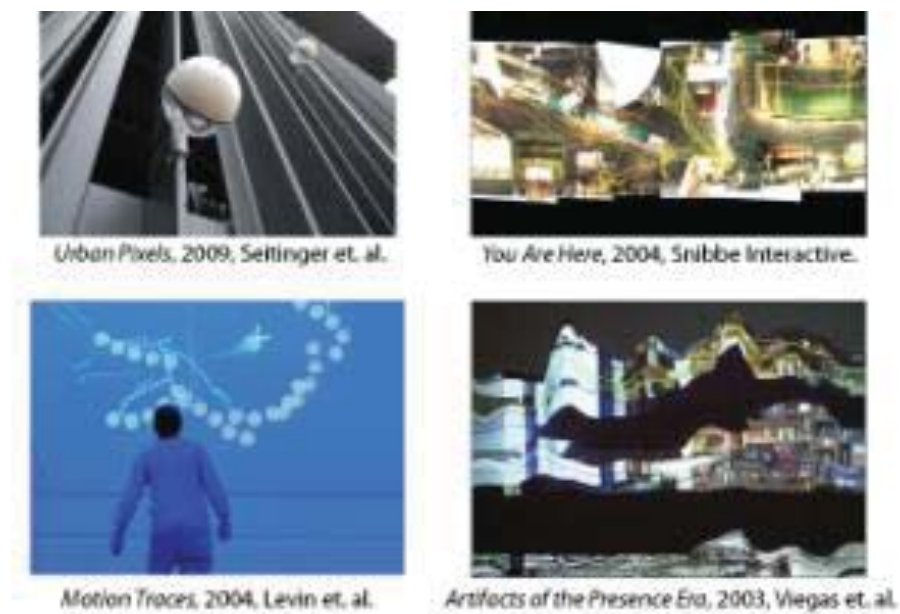 Urban Pixels, 2009, Seitinger et. al.
You Are Here, 2004, Snibbe Interactive.
Motion Traces, 2004, Levin et. al.
Artifacts of the Presence Era, 2003, Viegas et. al.